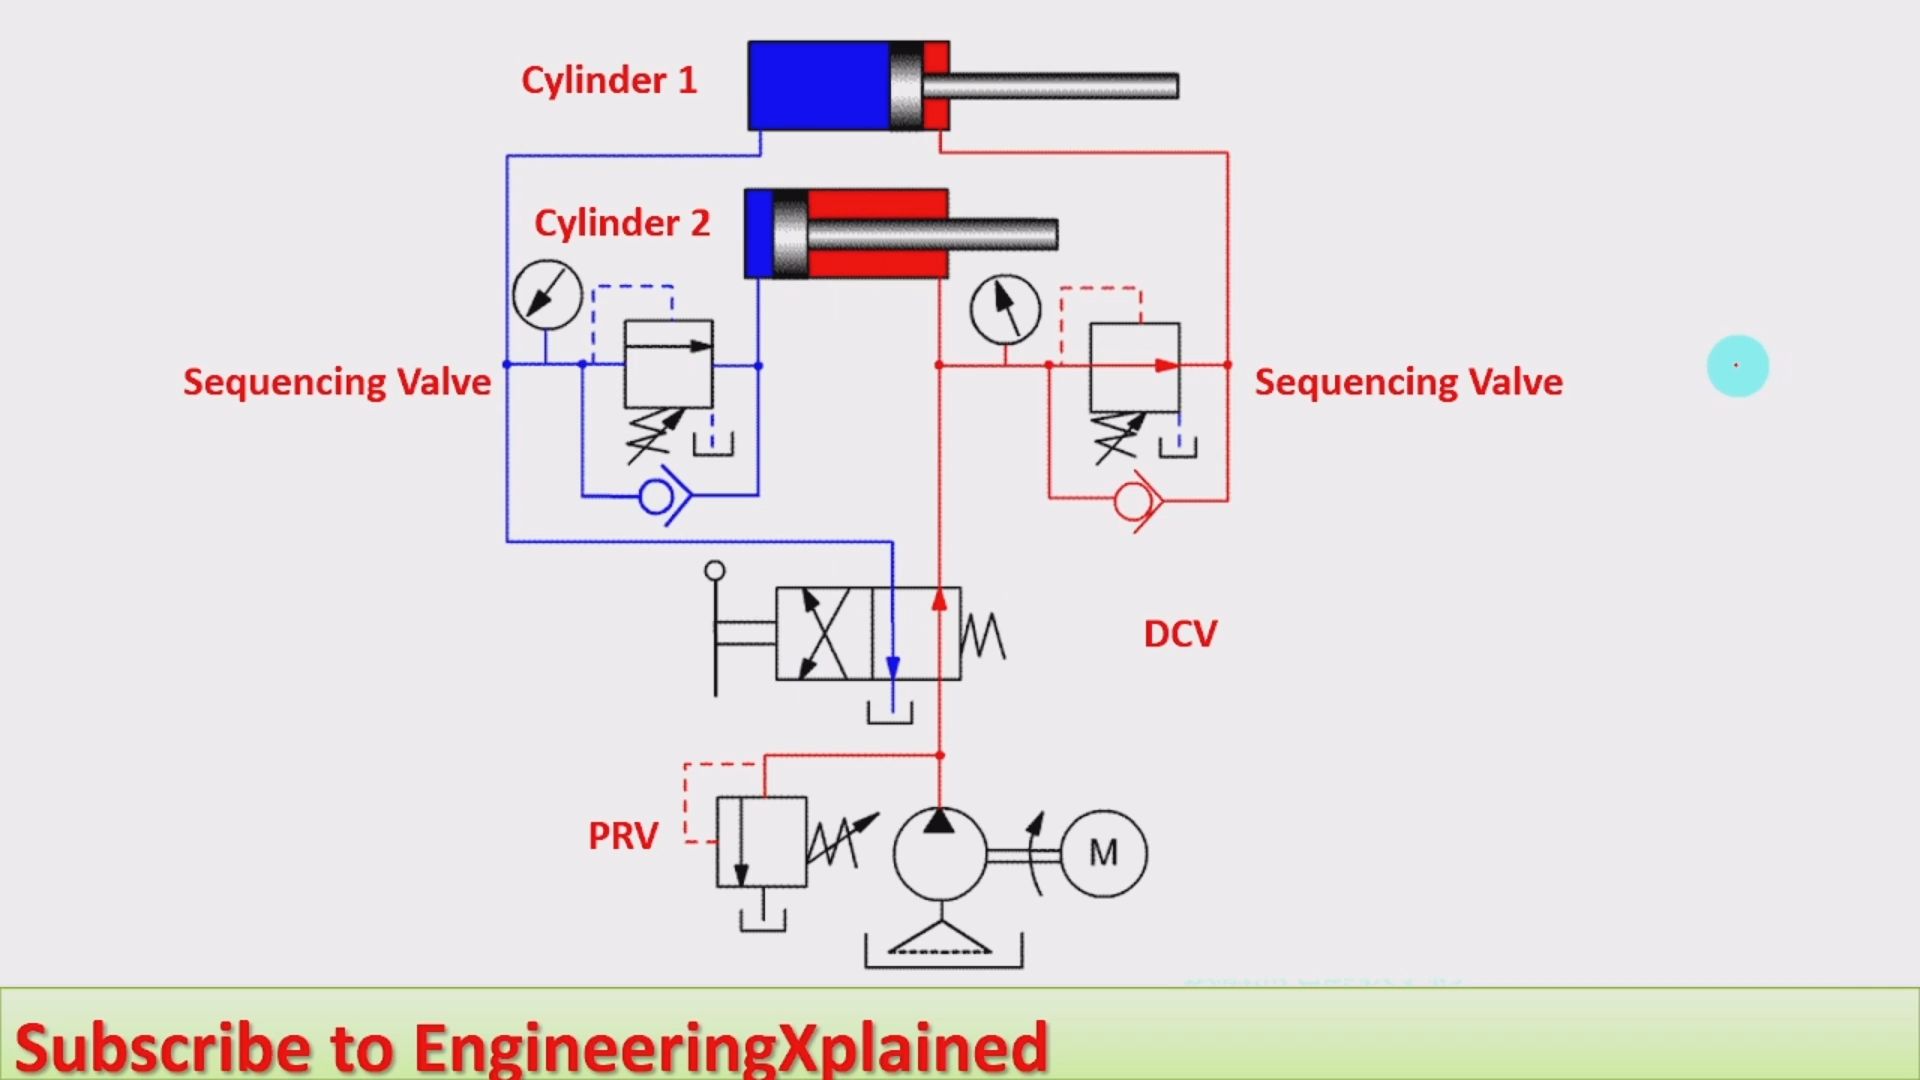 Cylinder 1
Cylinder 2
Sequencing Valve
Sequencing Valve
DCV
PRV
M
Subscribe to EngineeringXplained